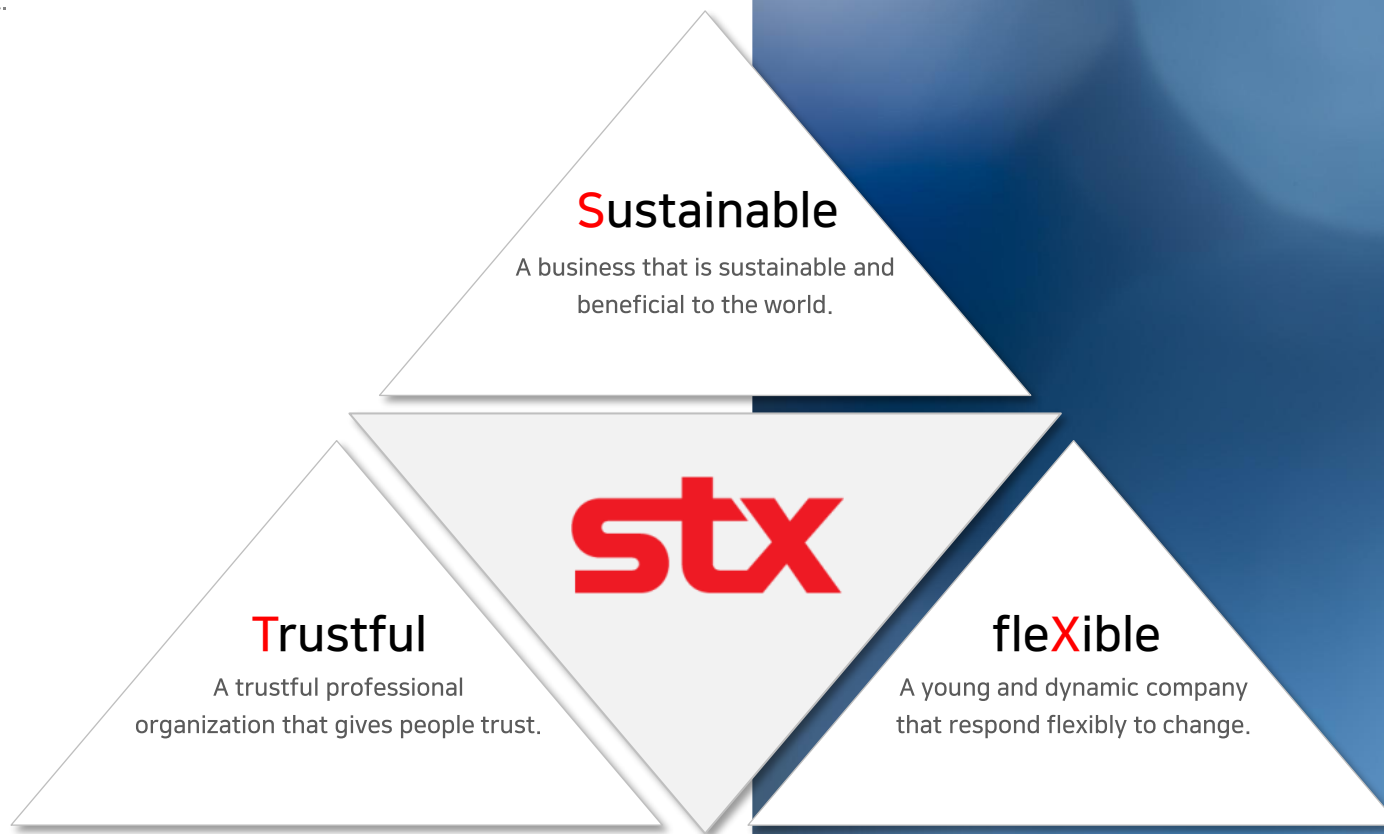 Sustainable
A business that is sustainable and
beneficial to the world.
stx
Trustful
A trustful professional
organization that gives people trust.
fleXible
A young and dynamic company
that respond flexibly to change.